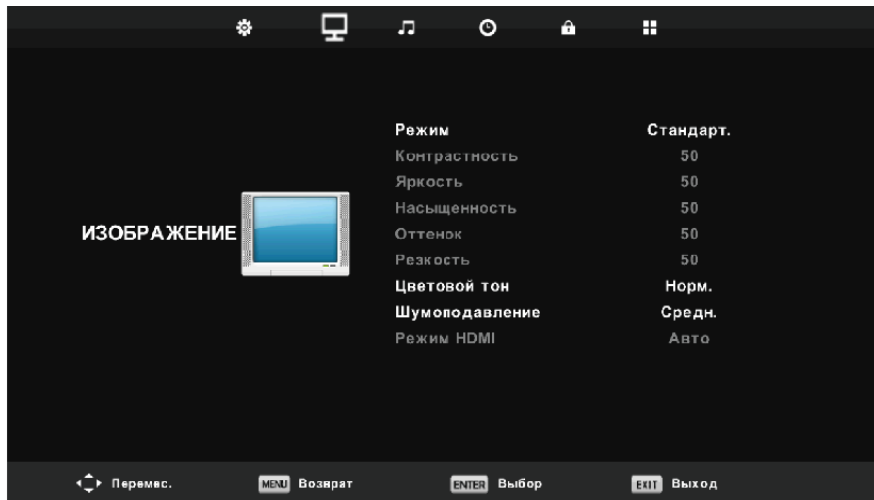 Режим Стандарт.
Контрастность 50
Яркость 50
Насыщенность 50
ИЗОБРАЖЕНИЕ
Оттенок 50
Резкость 50
Цветовой тон Норм.
Шумоподавление Средн.
Режим HDMI Авто
Перемес. MENU Возврат ENTER Выбор EXIT Выход